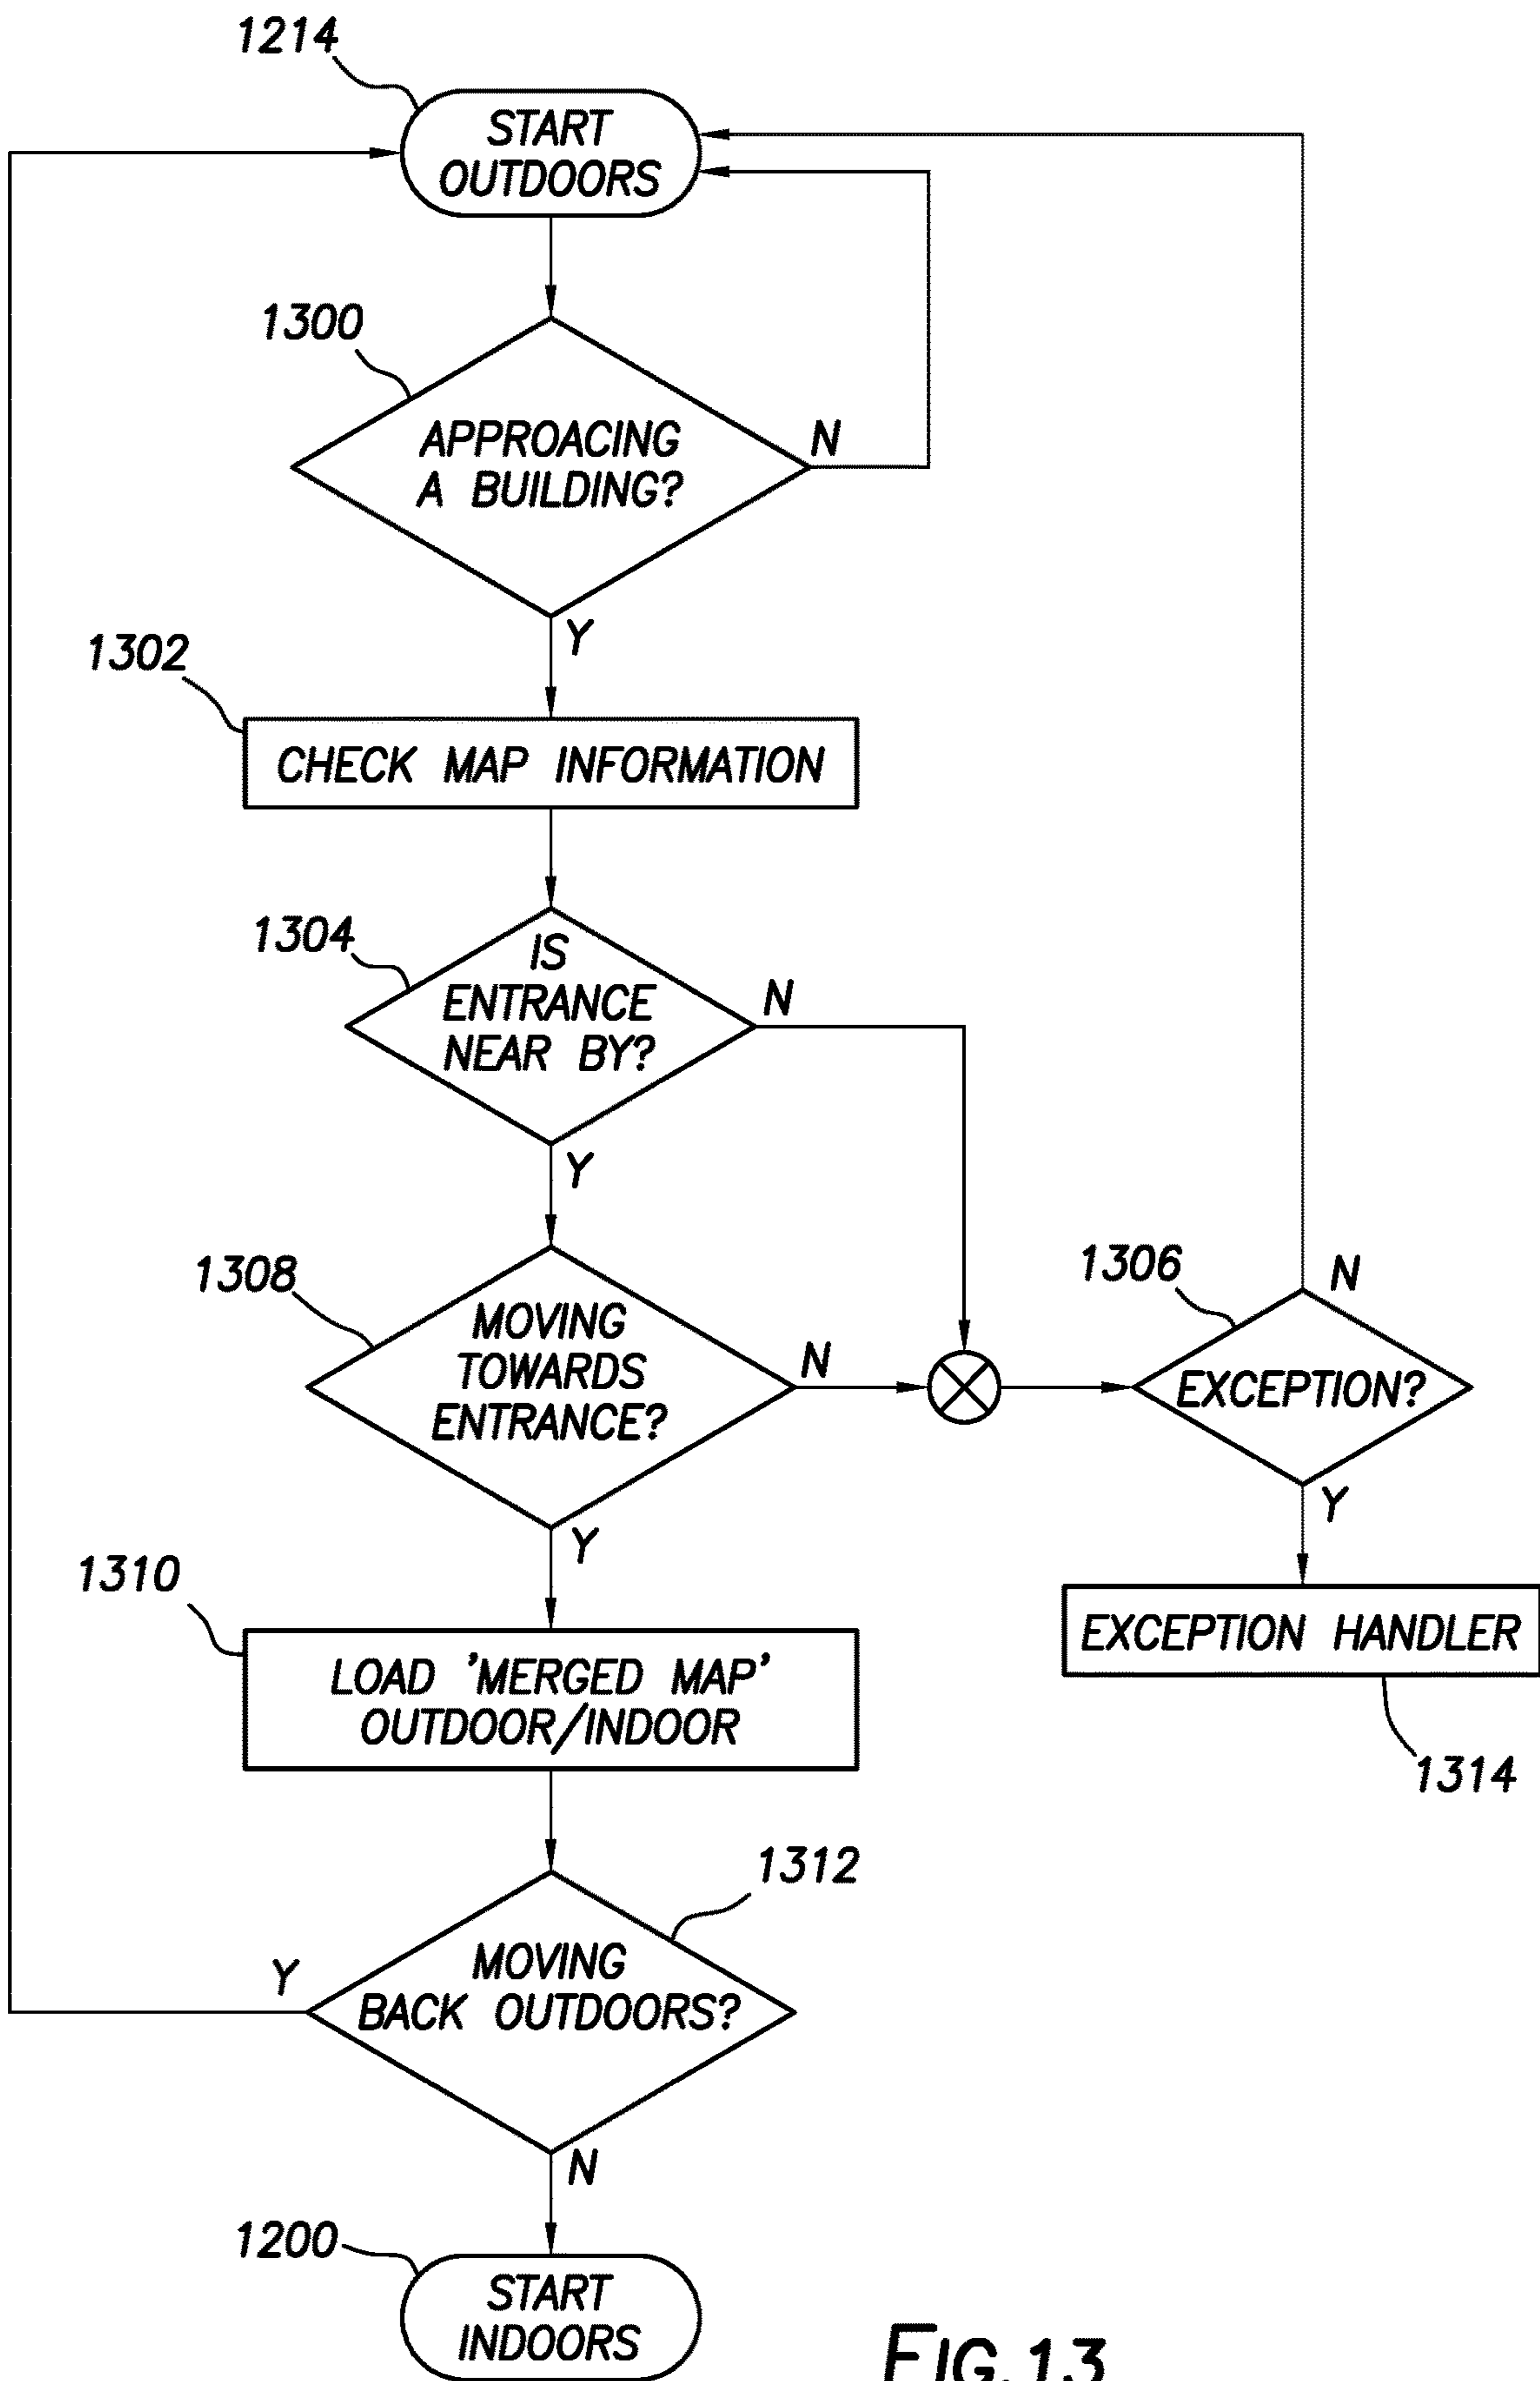 1214
START
OUTDOORS
1300
APPROACING
A BUILDING?
N
Y
1302
CHECK MAP INFORMATION
1304
IS
ENTRANCE
NEAR BY?
N
Y
1308
MOVING
TOWARDS
ENTRANCE?
N
1306
N
EXCEPTION?
Y
Y
1310
LOAD 'MERGED MAP'
OUTDOOR/INDOOR
EXCEPTION HANDLER
1314
1312
MOVING
BACK OUTDOORS?
Y
N
1200
START
INDOORS
FIG.13